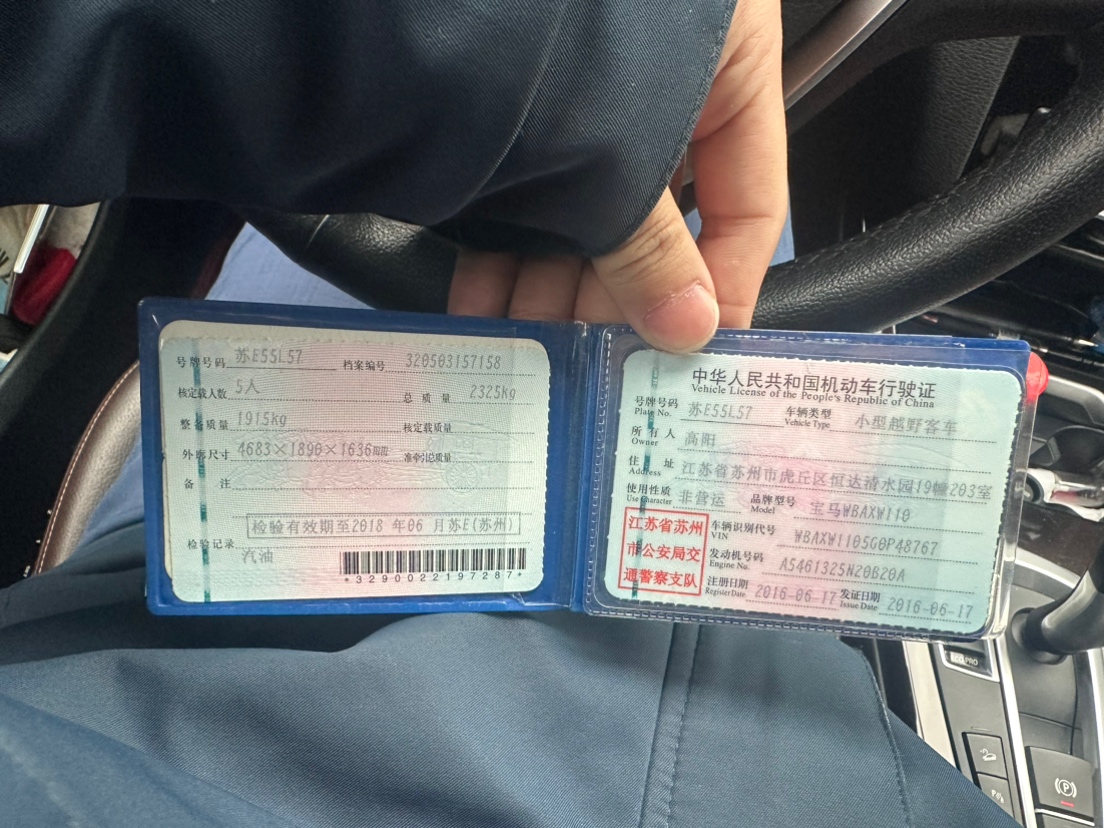 号牌号码 苏E55L57 档案编号 320503157158
核定载人数 5人 总质量 2325kg
整备质量 1915kg 核定载质量
外廓尺寸 4683×1890×1636mm 准牵引总质量
备注
检验有效期至2018 年06 月苏E(苏州)
检验记录
汽油
*3290022197287*
中华人民共和国机动车行驶证
Vehicle License of the People's Republic of China
号牌号码 苏E55L57 车辆类型 小型越野客车
Plate No. Vehicle Type
所有人 高阳
Owner
住址 江苏省苏州市虎丘区恒达清水园19幢203室
Address
使用性质 非营运 品牌型号 宝马WBAXW110
Use Character Model
江苏省苏州
市公安局交
通警察支队
车辆识别代号 WBAXW1105G0P48767
VIN
发动机号码 A5461325N20B20A
Engine No.
注册日期 2016-06-17 发证日期 2016-06-17
Register Date Issue Date
ECO PRO
P